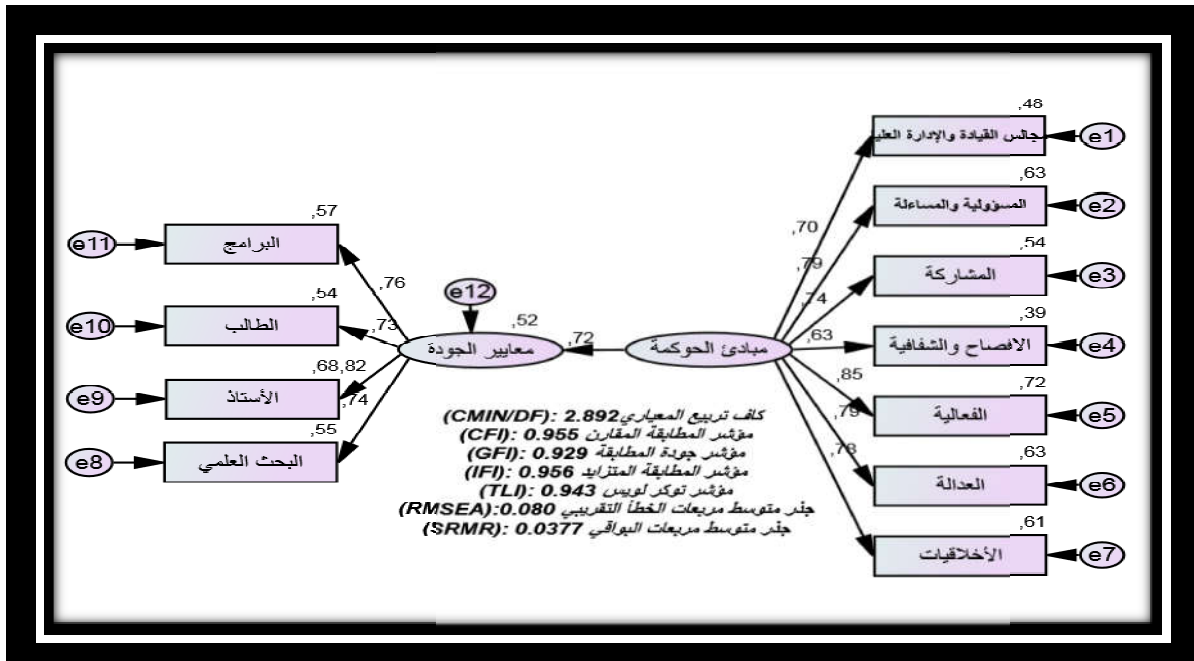 ,48
جالس القيادة والإدارة العليا
e1
,63
المسؤولية والمساءلة
e2
,54
المشاركة
e3
,39
الافصاح والشفافية
e4
,72
الفعالية
e5
,63
العدالة
e6
,61
الأخلاقيات
e7
,70
,79
,74
,63
,85
,79
,78
مبادئ الحوكمة
,72
e12
,52
معايير الجودة
,76
,73
,82
,74
,57
البرامج
e11
,54
الطالب
e10
,68
الأستاذ
e9
,55
البحث العلمي
e8
كاف تربيع المعياري 2.892 :(CMIN/DF)
مؤشر المطابقة المقارن 0.955 :(CFI)
مؤشر جودة المطابقة 0.929 :(GFI)
مؤشر المطابقة المتزايد 0.956 :(IFI)
مؤشر توكر لويس 0.943 :(TLI)
جذر متوسط مربعات الخطأ التقريبي 0.080:(RMSEA)
جذر متوسط مربعات البواقي 0.0377 :(SRMR)